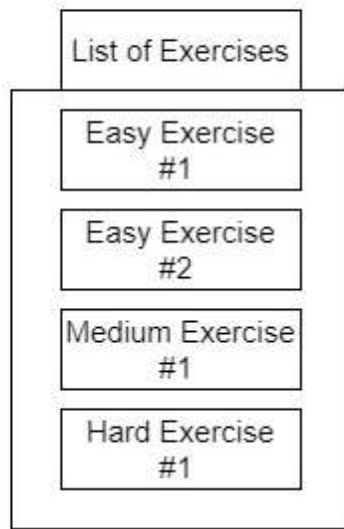 List of Exercises
Easy Exercise
#1
Easy Exercise
#2
Medium Exercise
#1
Hard Exercise
#1